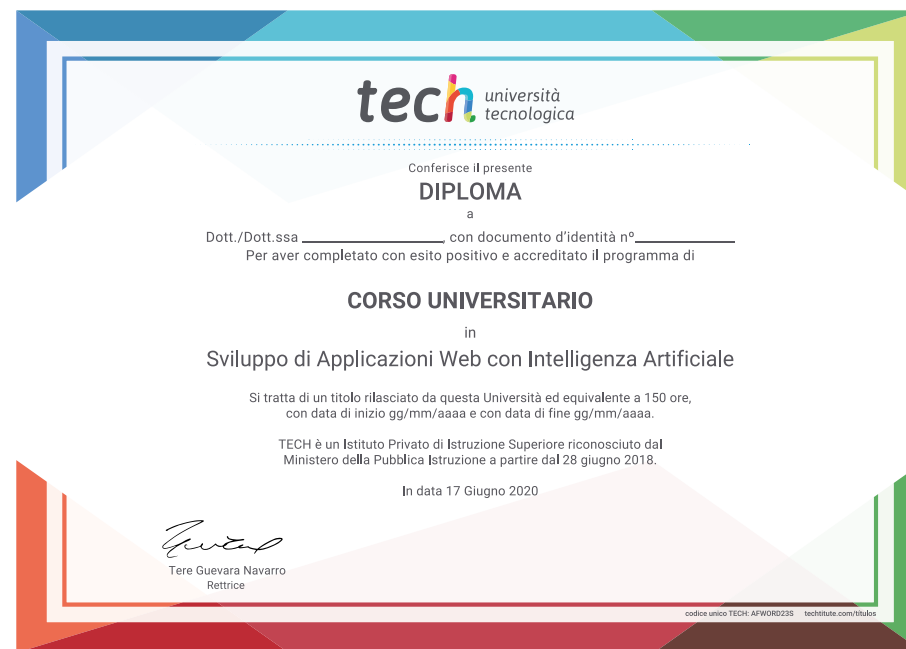 tech università
tecnologica
Conferisce il presente
DIPLOMA
a
Dott./Dott.ssa ____________________, con documento d'identità nº______________
Per aver completato con esito positivo e accreditato il programma di
CORSO UNIVERSITARIO
in
Sviluppo di Applicazioni Web con Intelligenza Artificiale
Si tratta di un titolo rilasciato da questa Università ed equivalente a 150 ore,
con data di inizio gg/mm/aaaa e con data di fine gg/mm/aaaa.
TECH è un Istituto Privato di Istruzione Superiore riconosciuto dal
Ministero della Pubblica Istruzione a partire dal 28 giugno 2018.
In data 17 Giugno 2020
Tere Guevara Navarro
Rettrice
codice unico TECH: AFWORD23S techtitute.com/titulos